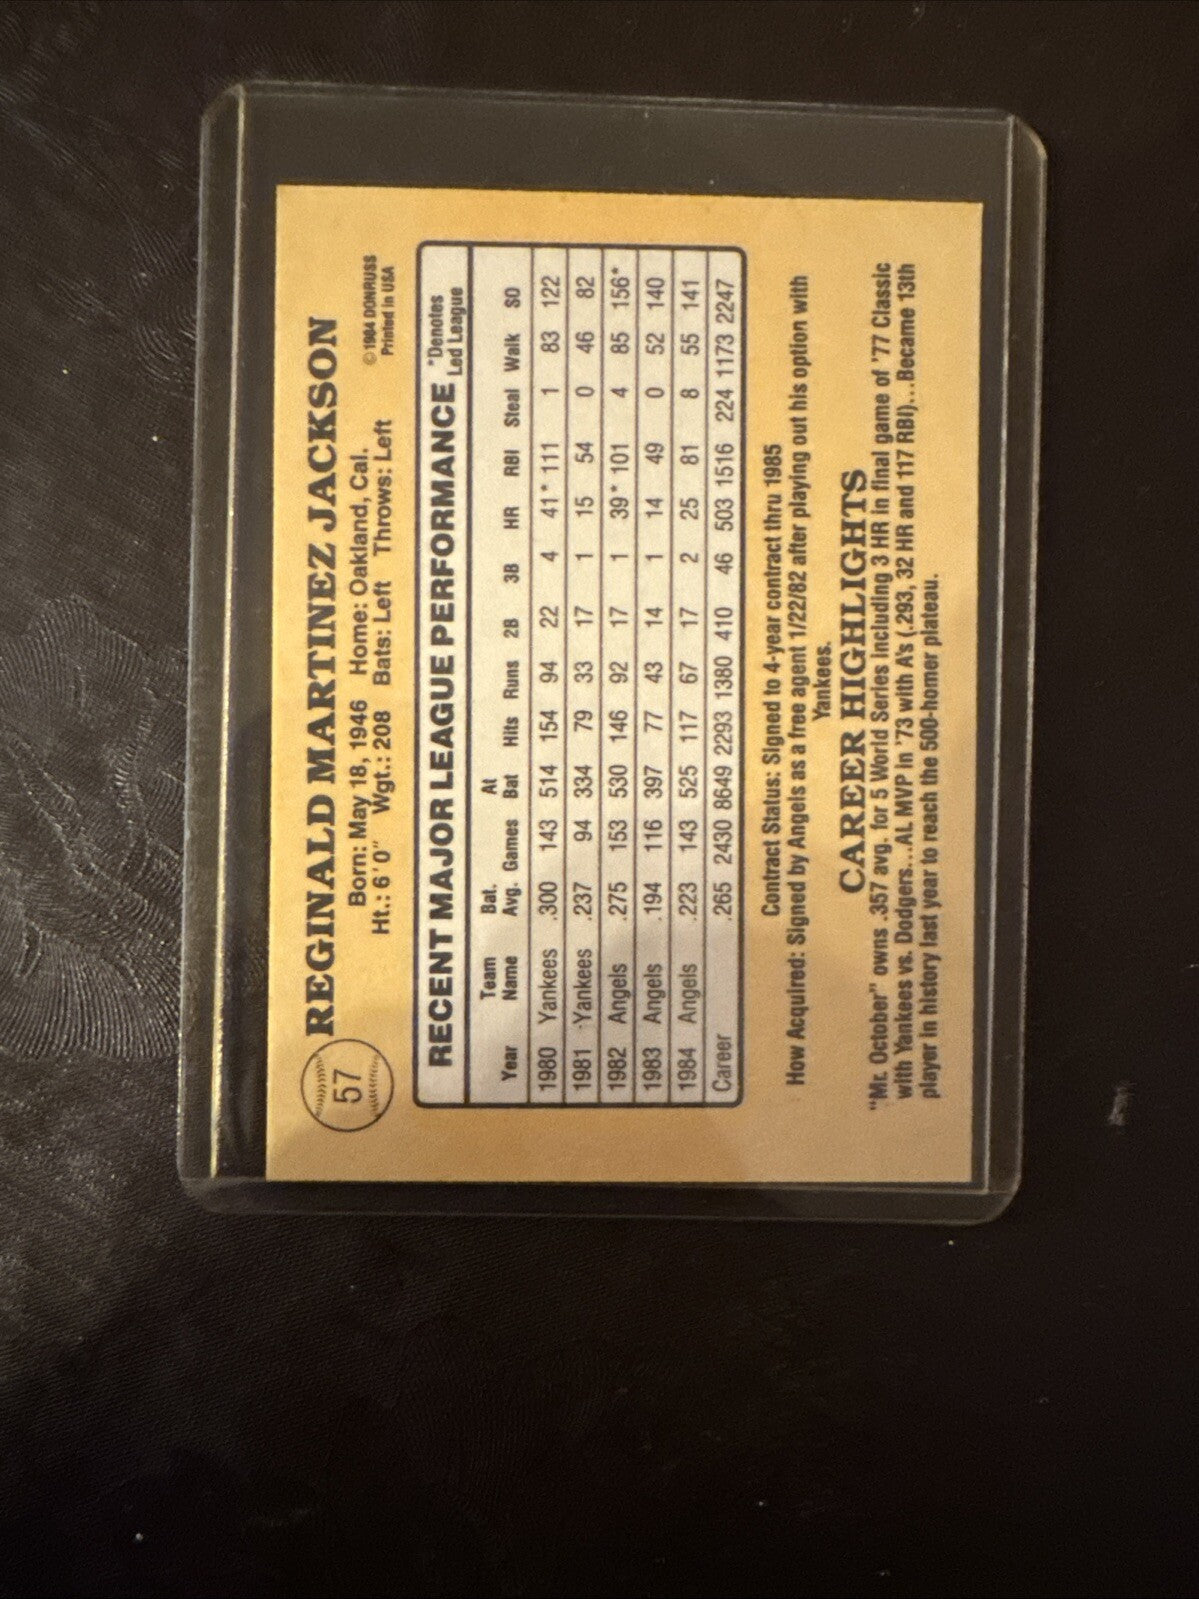 57
REGINALD MARTINEZ JACKSON
Born: May 18, 1946 Home: Oakland, Cal. © 1984 DONRUSS
Ht.: 6'0" Wgt.: 208 Bats: Left Throws: Left Printed in USA
RECENT MAJOR LEAGUE PERFORMANCE *Denotes Led League
Year Team Name Bat. Avg. Games At Bat Hits Runs 2B 3B HR RBI Steal Walk SO
1980 Yankees .300 143 514 154 94 22 4 41* 111 1 83 122
1981 Yankees .237 94 334 79 33 17 1 15 54 0 46 82
1982 Angels .275 153 530 146 92 17 1 39* 101 4 85 156*
1983 Angels .194 116 397 77 43 14 1 14 49 0 52 140
1984 Angels .223 143 525 117 67 17 2 25 81 8 55 141
Career .265 2430 8649 2293 1380 410 46 503 1516 224 1173 2247
Contract Status: Signed to 4-year contract thru 1985
How Acquired: Signed by Angels as a free agent 1/22/82 after playing out his option with
Yankees.
CAREER HIGHLIGHTS
"Mr. October" owns .357 avg. for 5 World Series including 3 HR in final game of '77 Classic
with Yankees vs. Dodgers...AL MVP in '73 with A's (.293, 32 HR and 117 RBI)...Became 13th
player in history last year to reach the 500-homer plateau.